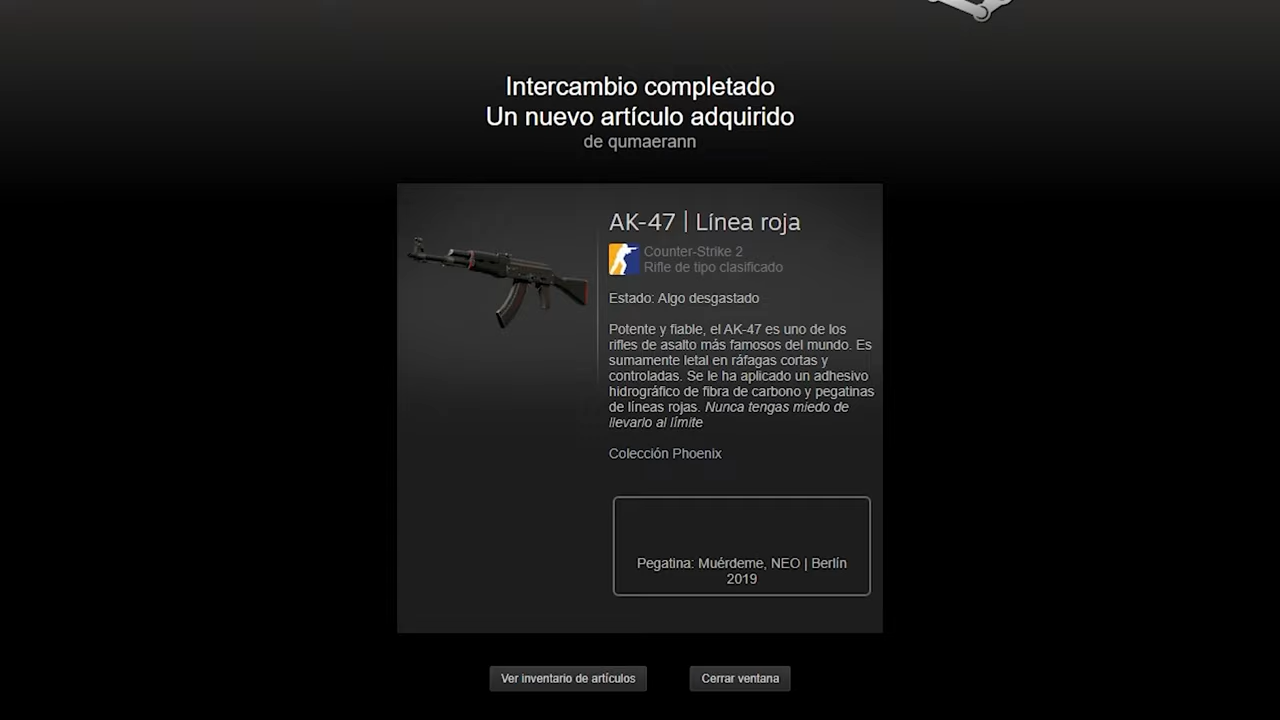 Intercambio completado
Un nuevo artículo adquirido
de qumaerann
AK-47 | Línea roja
Counter-Strike 2
Rifle de tipo clasificado
Estado: Algo desgastado
Potente y fiable, el AK-47 es uno de los
rifles de asalto más famosos del mundo. Es
sumamente letal en ráfagas cortas y
controladas. Se le ha aplicado un adhesivo
hidrográfico de fibra de carbono y pegatinas
de líneas rojas. Nunca tengas miedo de
llevarlo al límite
Colección Phoenix
Pegatina: Muérdeme, NEO | Berlín
2019
Ver inventario de artículos
Cerrar ventana